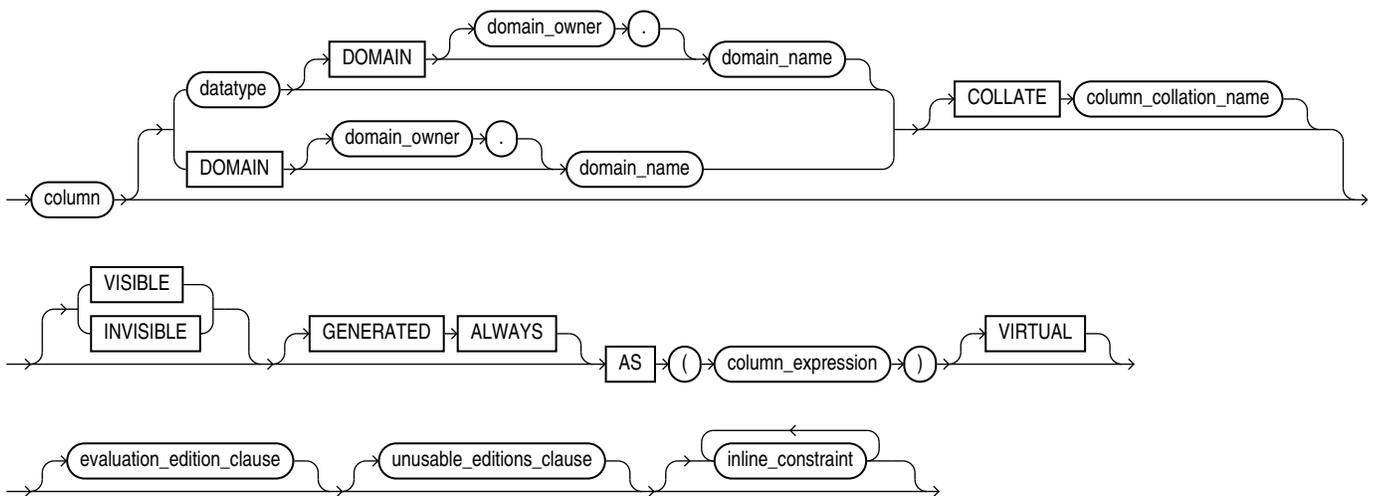 domain_owner .
DOMAIN domain_name
datatype COLLATE column_collation_name
domain_owner .
DOMAIN domain_name
column
VISIBLE
INVISIBLE GENERATED ALWAYS VIRTUAL
AS ( column_expression )
evaluation_edition_clause unusable_editions_clause inline_constraint